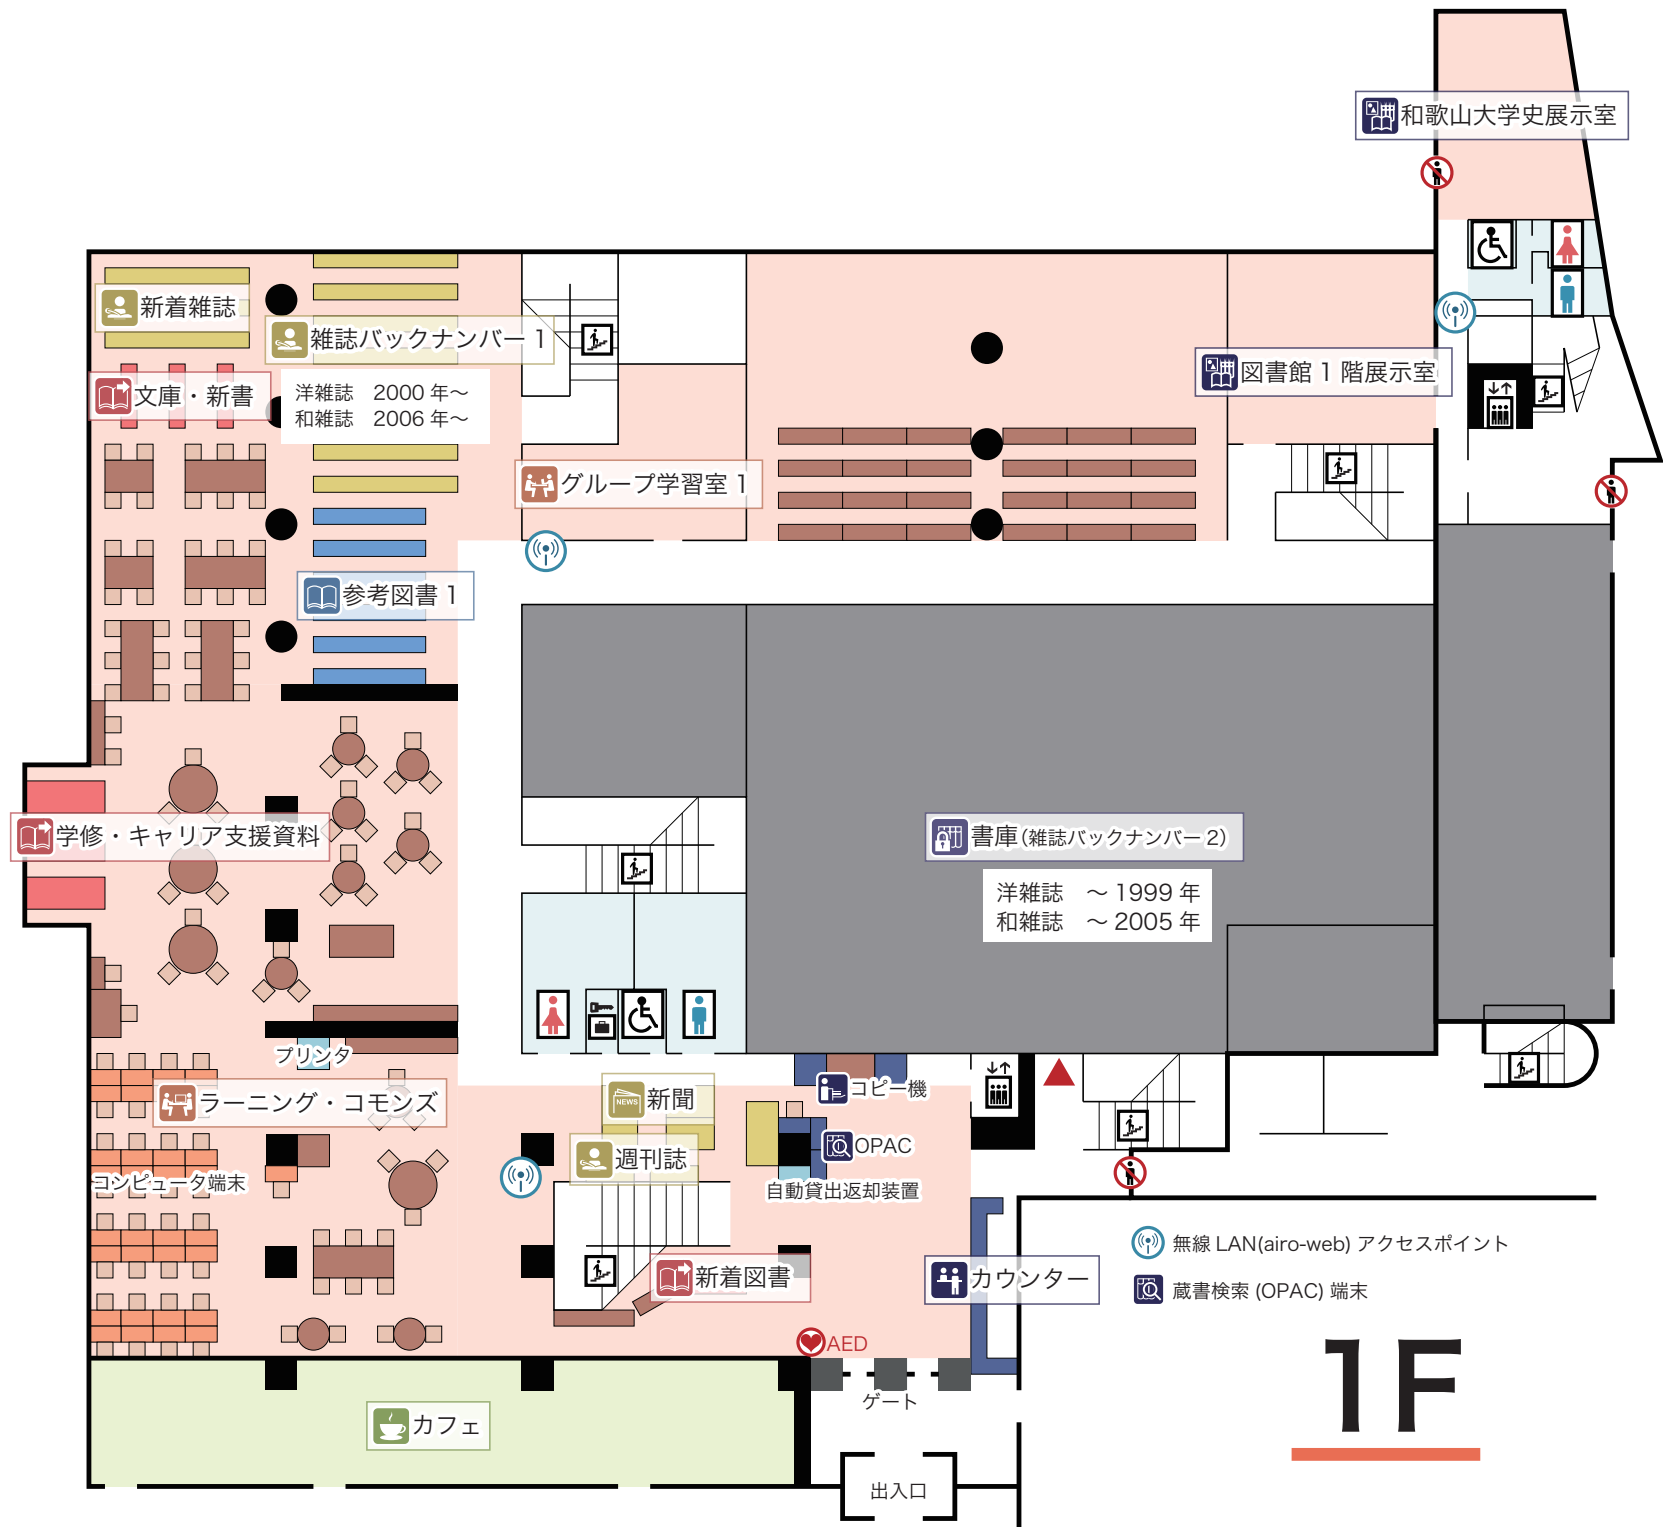 和歌山大学史展示室
新着雑誌
雑誌バックナンバー 1
洋雑誌　2000 年～
和雑誌　2006 年～
文庫・新書
図書館 1 階展示室
グループ学習室 1
参考図書 1
学修・キャリア支援資料
書庫(雑誌バックナンバー 2)
洋雑誌　～ 1999 年
和雑誌　～ 2005 年
プリンタ
ラーニング・コモンズ
NEWS
新聞
コピー機
週刊誌
OPAC
コンピュータ端末
自動貸出返却装置
新着図書
カウンター
無線 LAN(airo-web) アクセスポイント
蔵書検索 (OPAC) 端末
AED
ゲート
カフェ
出入口
1F